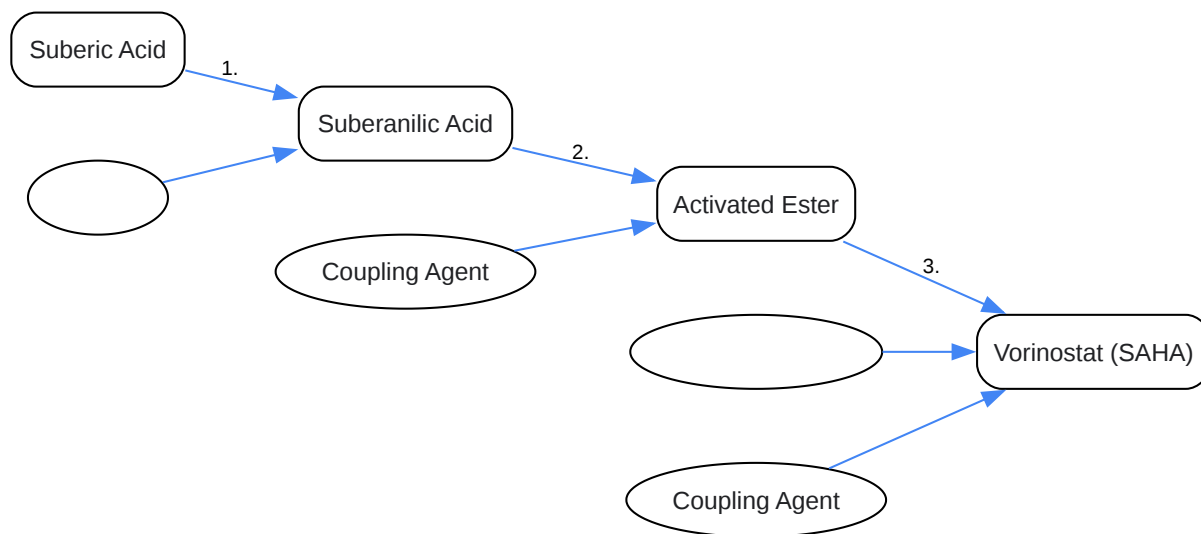 Suberic Acid
1.
Suberanilic Acid
2.
Activated Ester
Coupling Agent
3.
Vorinostat (SAHA)
Coupling Agent